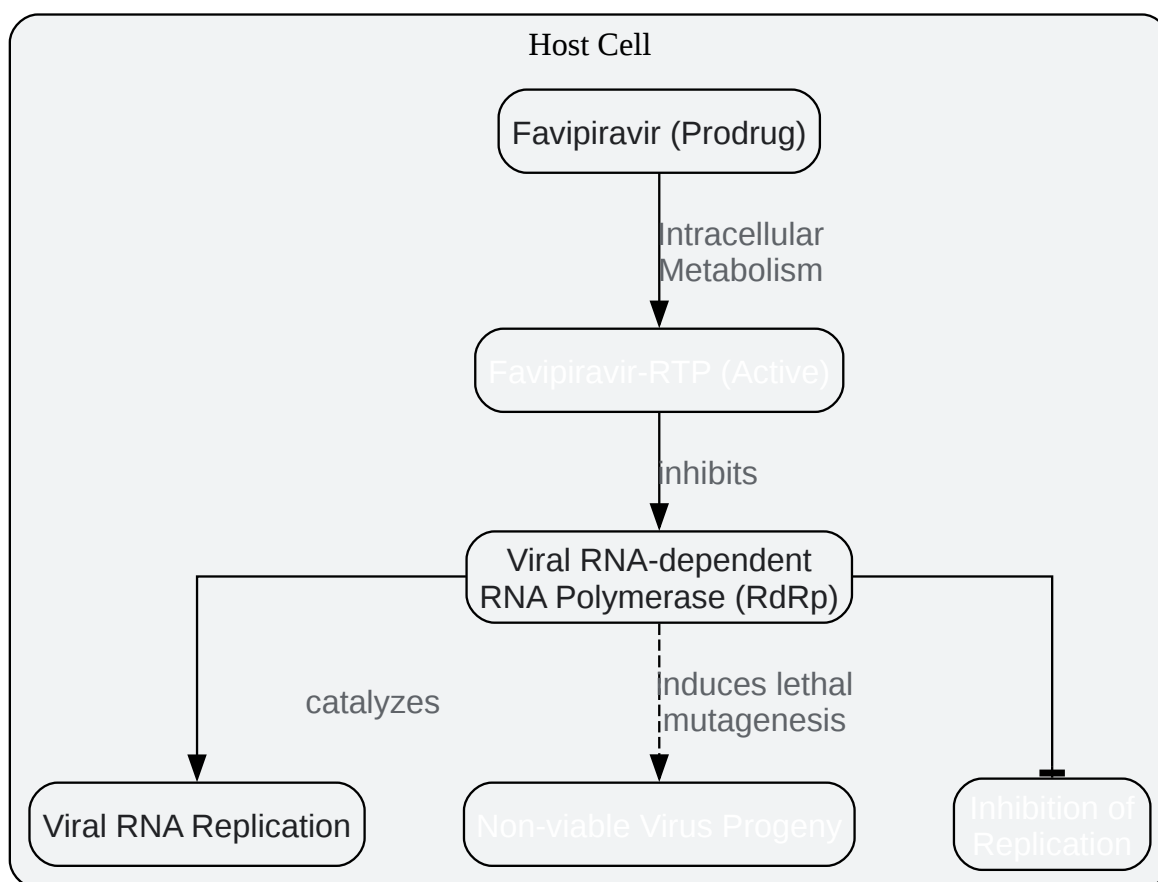 Host Cell
Favipiravir (Prodrug)
Intracellular
Metabolism
Favipiravir-RTP (Active)
inhibits
Viral RNA-dependent
RNA Polymerase (RdRp)
catalyzes
Induces lethal
mutagenesis
Viral RNA Replication
Non-viable Virus Progeny
Inhibition of
Replication